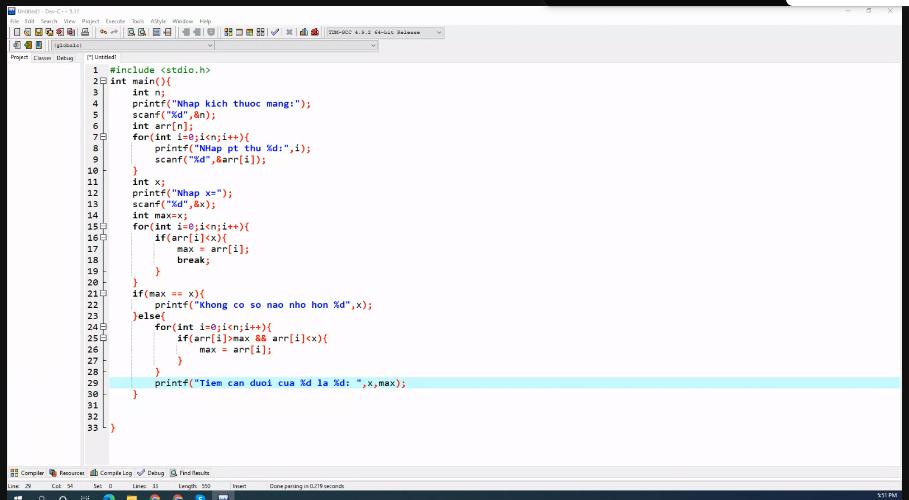 Untitled1 - Dev-C++ 5.11
File Edit Search View Project Execute Tools AStyle Window Help
TDM-GCC 4.9.2 64-bit Release
(globals)
Project Classes Debug [*] Untitled1
1 #include <stdio.h>
2 int main(){
3 int n;
4 printf("Nhap kich thuoc mang:");
5 scanf("%d",&n);
6 int arr[n];
7 for(int i=0;i<n;i++){
8 printf("NHap pt thu %d:",i);
9 scanf("%d",&arr[i]);
10 }
11 int x;
12 printf("Nhap x=");
13 scanf("%d",&x);
14 int max=x;
15 for(int i=0;i<n;i++){
16 if(arr[i]<x){
17 max = arr[i];
18 break;
19 }
20 }
21 if(max == x){
22 printf("Khong co so nao nho hon %d",x);
23 }else{
24 for(int i=0;i<n;i++){
25 if(arr[i]>max && arr[i]<x){
26 max = arr[i];
27 }
28 }
29 printf("Tiem can duoi cua %d la %d: ",x,max);
30 }
31
32
33 }
Compiler Resources Compile Log Debug Find Results
Line: 29 Col: 54 Sel: 0 Lines: 33 Length: 550 Insert Done parsing in 0.219 seconds
5:51 PM